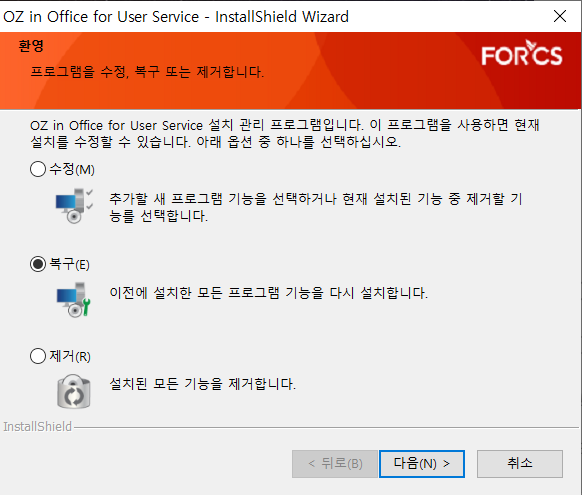 OZ in Office for User Service - InstallShield Wizard
환영
프로그램을 수정, 복구 또는 제거합니다.
FORCS
OZ in Office for User Service 설치 관리 프로그램입니다. 이 프로그램을 사용하면 현재
설치를 수정할 수 있습니다. 아래 옵션 중 하나를 선택하십시오.
수정(M)
추가할 새 프로그램 기능을 선택하거나 현재 설치된 기능 중 제거할 기
능를 선택합니다.
복구(E)
이전에 설치한 모든 프로그램 기능을 다시 설치합니다.
제거(R)
설치된 모든 기능을 제거합니다.
InstallShield
< 뒤로(B)
다음(N) >
취소